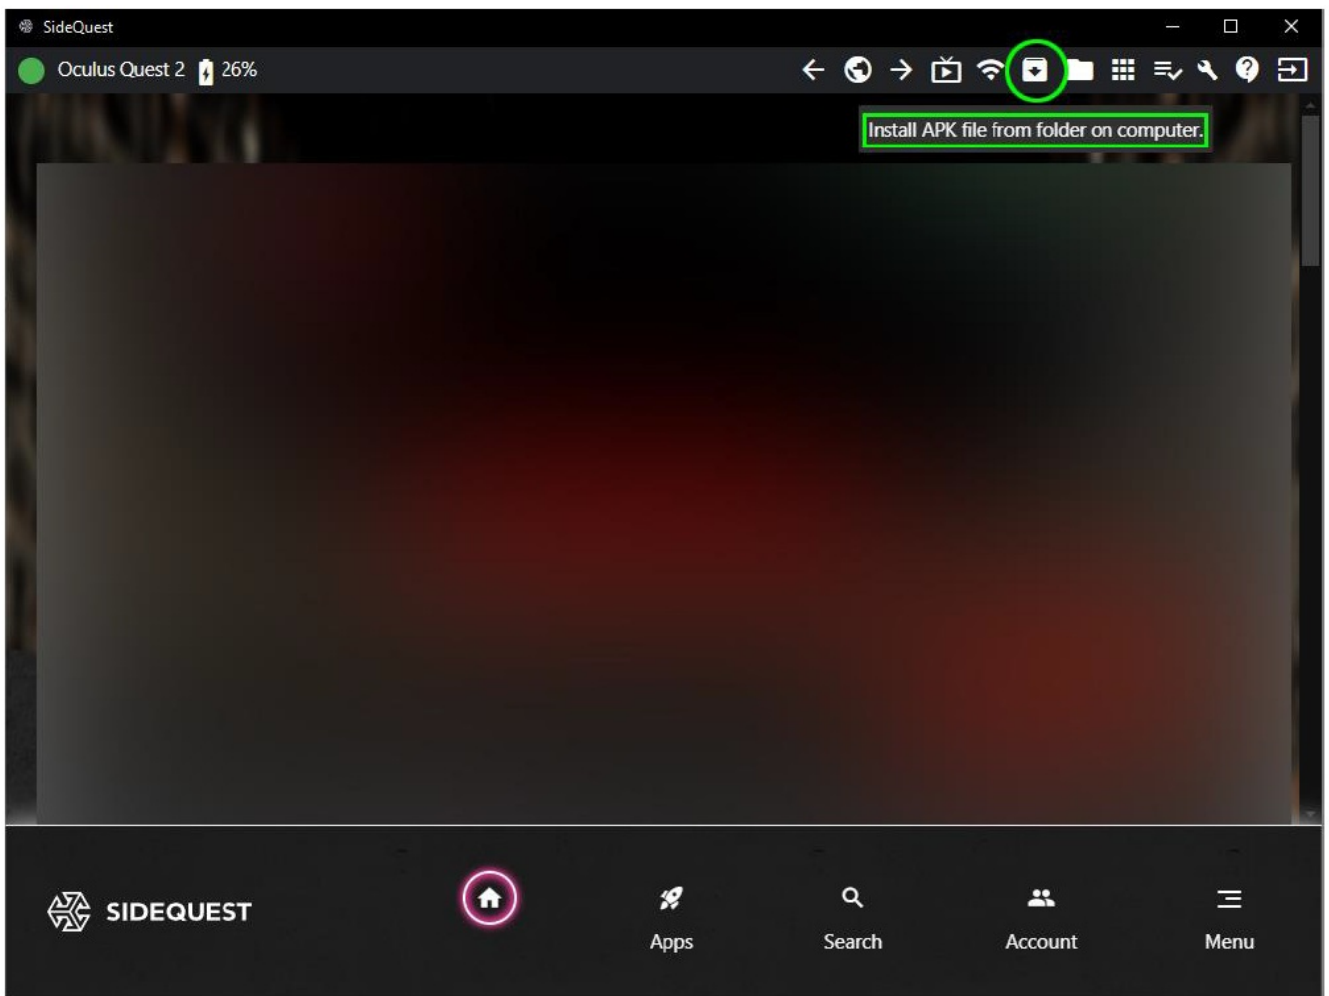 SideQuest
Oculus Quest 2 26%
Install APK file from folder on computer.
SIDEQUEST
Apps
Search
Account
Menu